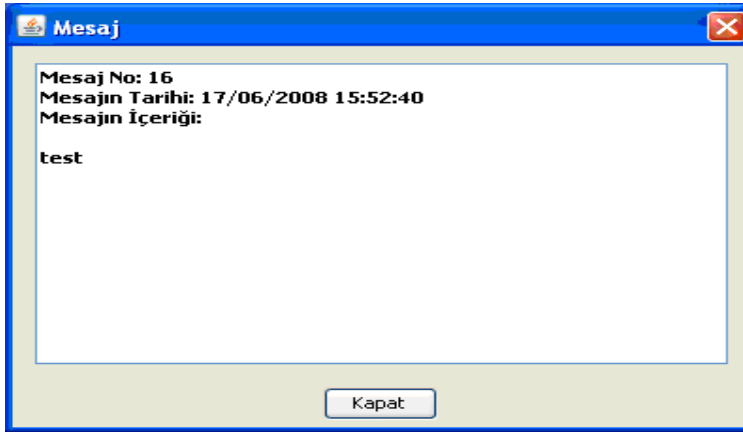 Mesaj
Mesaj No: 16
Mesajın Tarihi: 17/06/2008 15:52:40
Mesajın İçeriği:
test
Kapat